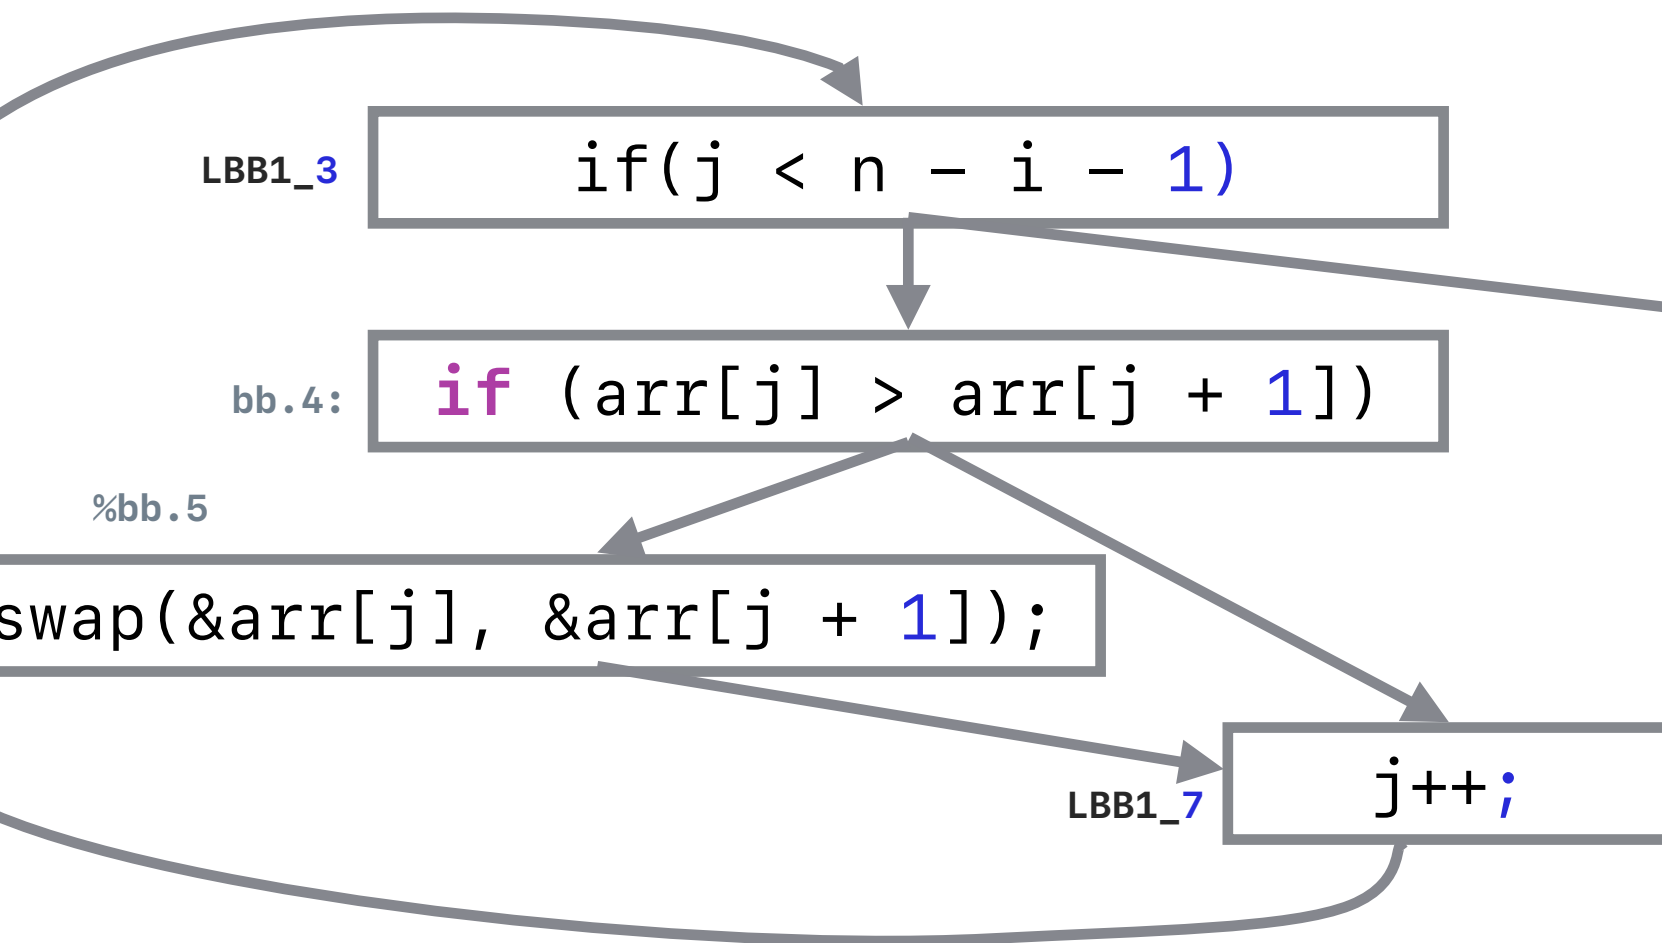 LBB1_3
if(j < n - i - 1)
bb.4:
if (arr[j] > arr[j + 1])
%bb.5
swap(&arr[j], &arr[j + 1]);
LBB1_7
j++;